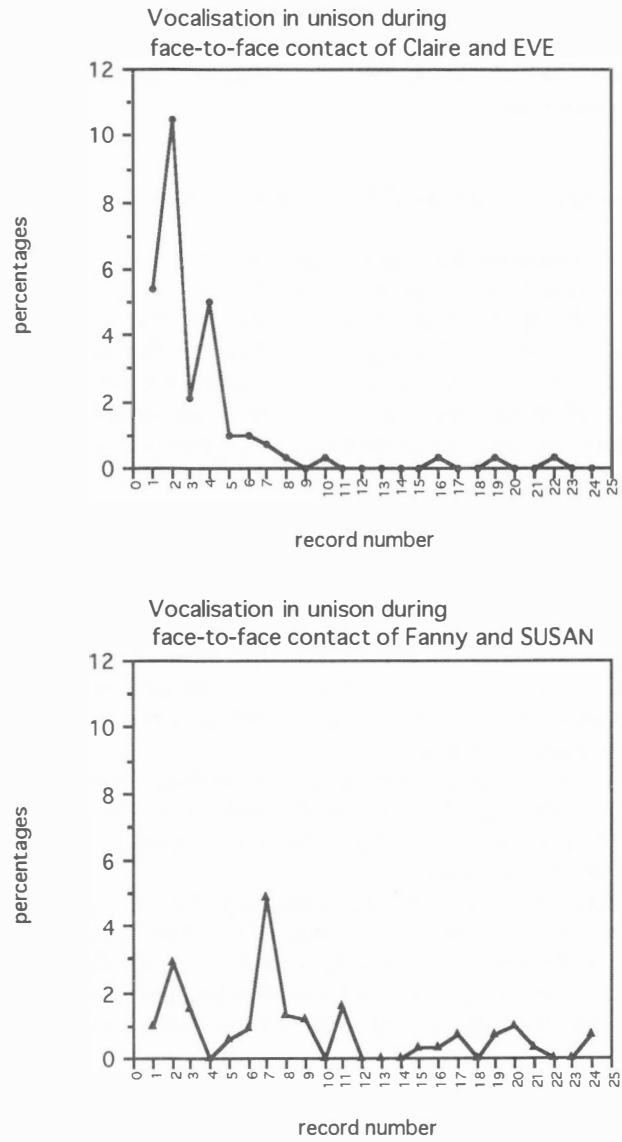 Vocalisation in unison during
face-to-face contact of Claire and EVE
12
10
8
6
4
2
0
percentages
0 1 2 3 4 5 6 7 8 9 10 11 12 13 14 15 16 17 18 19 20 21 22 23 24 25
record number
Vocalisation in unison during
face-to-face contact of Fanny and SUSAN
12
10
8
6
4
2
0
percentages
0 1 2 3 4 5 6 7 8 9 10 11 12 13 14 15 16 17 18 19 20 21 22 23 24 25
record number